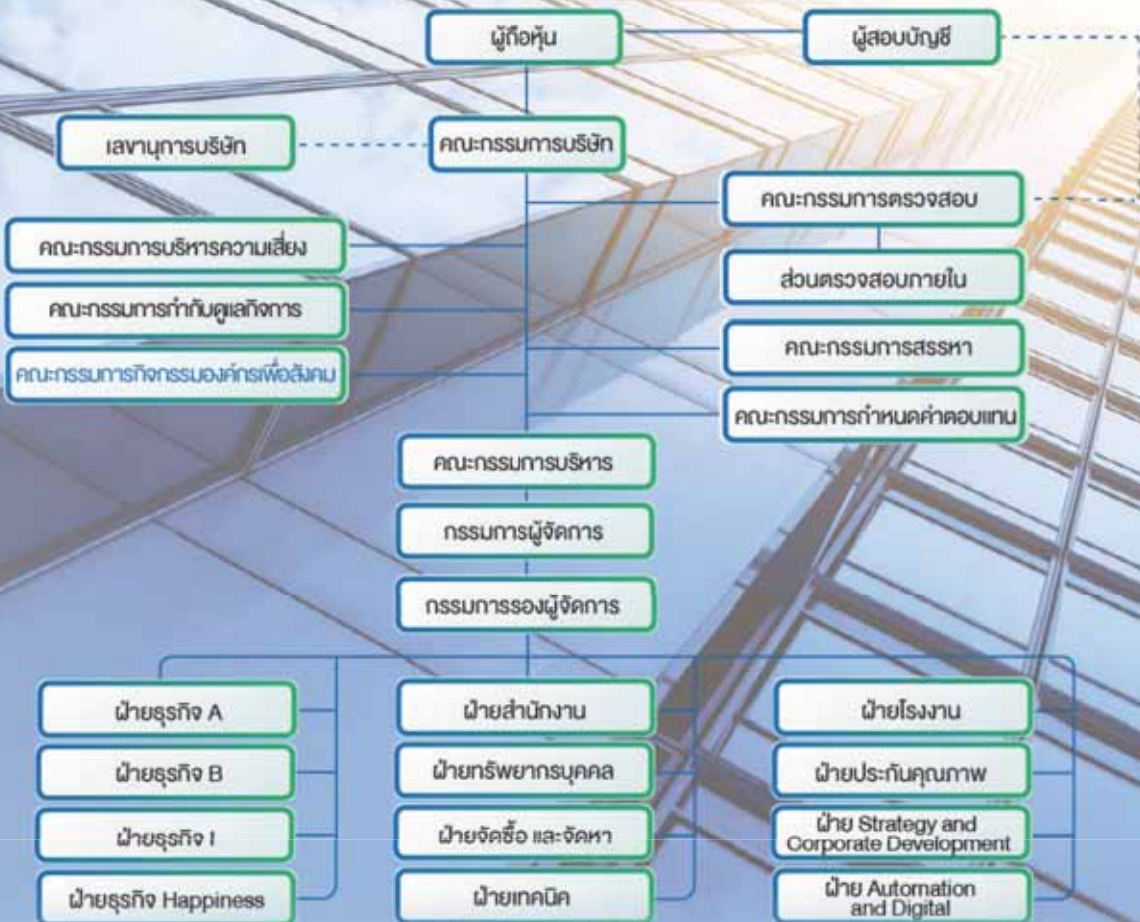 ผู้ถือหุ้น
ผู้สอบบัญชี
เลขานุการบริษัท
คณะกรรมการบริษัท
คณะกรรมการตรวจสอบ
คณะกรรมการบริหารความเสี่ยง
ส่วนตรวจสอบภายใน
คณะกรรมการกำกับดูแลกิจการ
คณะกรรมการสรรหา
คณะกรรมการกิจกรรมองค์กรเพื่อสังคม
คณะกรรมการกำหนดค่าตอบแทน
คณะกรรมการบริหาร
กรรมการผู้จัดการ
กรรมการรองผู้จัดการ
ฝ่ายธุรกิจ A
ฝ่ายสำนักงาน
ฝ่ายโรงงาน
ฝ่ายธุรกิจ B
ฝ่ายทรัพยากรบุคคล
ฝ่ายประกันคุณภาพ
ฝ่ายธุรกิจ I
ฝ่ายจัดซื้อ และจัดหา
ฝ่าย Strategy and
Corporate Development
ฝ่ายธุรกิจ Happiness
ฝ่ายเทคนิค
ฝ่าย Automation
and Digital